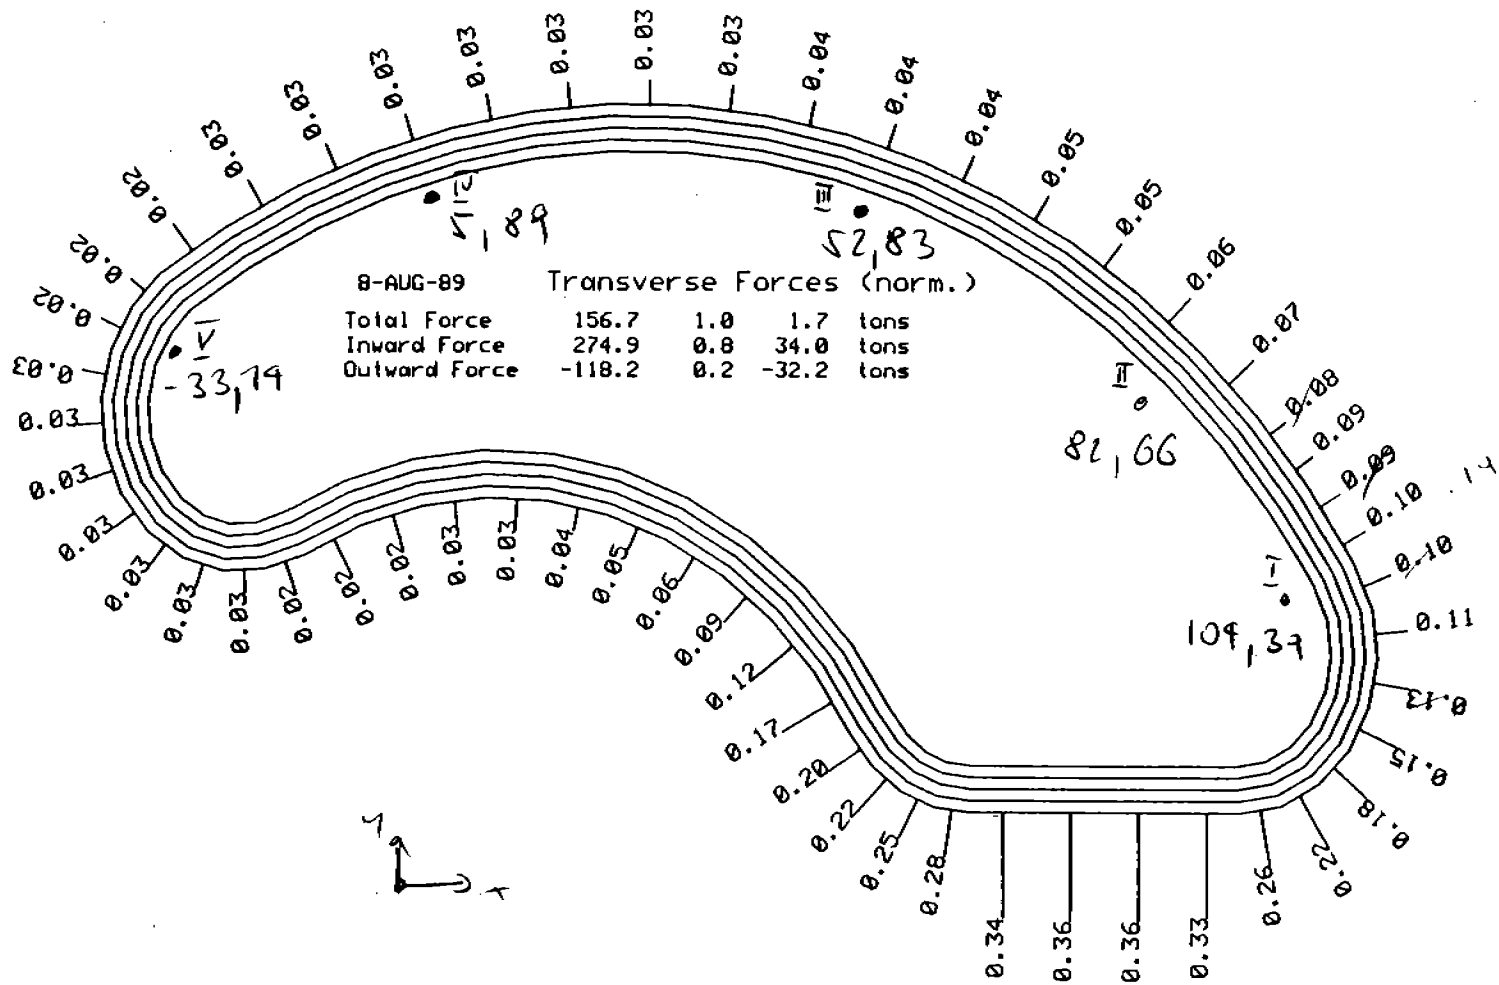 0.03 0.03 0.03 0.03 0.03 0.03 0.03 0.04 0.04 0.04 0.05 0.05 0.06 0.07 0.08 0.09 0.09 0.10 .14 0.10 0.11 0.13 0.15 0.18 0.22 0.26 0.33 0.36 0.36 0.34 0.28 0.25 0.22 0.20 0.17 0.12 0.09 0.06 0.05 0.04 0.03 0.03 0.02 0.02 0.02 0.03 0.03 0.03 0.03 0.03 0.03 0.03 0.02 0.02 0.02
IV
III
52,83
8-AUG-89 Transverse Forces (norm.)
Total Force 156.7 1.0 1.7 tons
Inward Force 274.9 0.8 34.0 tons
Outward Force -118.2 0.2 -32.2 tons
V
II
82,66
I
y
x